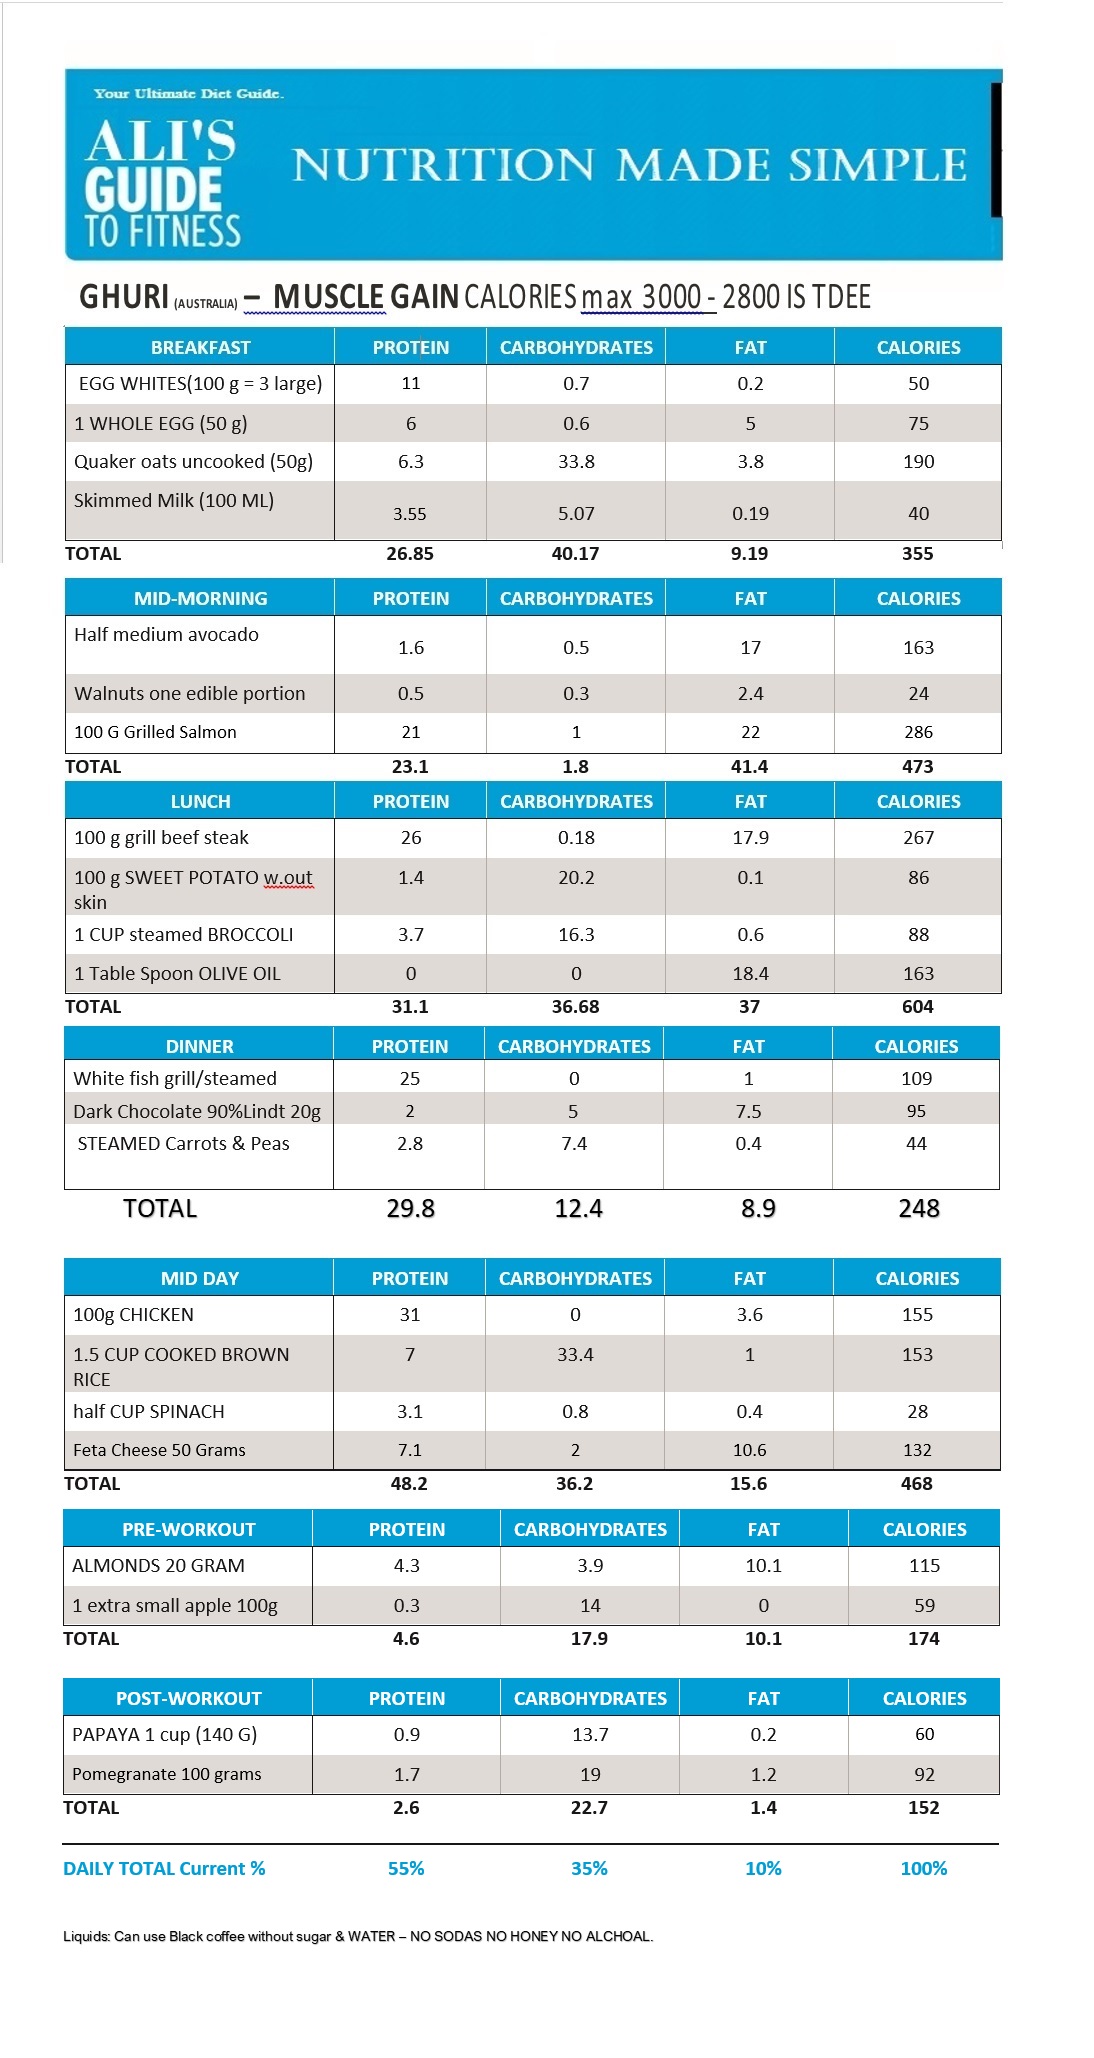 Your Ultimate Diet Guide.
ALI'S
GUIDE
TO FITNESS
NUTRITION MADE SIMPLE
GHURI (AUSTRALIA) – MUSCLE GAIN CALORIES max 3000 - 2800 IS TDEE
BREAKFAST PROTEIN CARBOHYDRATES FAT CALORIES
EGG WHITES(100 g = 3 large) 11 0.7 0.2 50
1 WHOLE EGG (50 g) 6 0.6 5 75
Quaker oats uncooked (50g) 6.3 33.8 3.8 190
Skimmed Milk (100 ML) 3.55 5.07 0.19 40
TOTAL 26.85 40.17 9.19 355
MID-MORNING PROTEIN CARBOHYDRATES FAT CALORIES
Half medium avocado 1.6 0.5 17 163
Walnuts one edible portion 0.5 0.3 2.4 24
100 G Grilled Salmon 21 1 22 286
TOTAL 23.1 1.8 41.4 473
LUNCH PROTEIN CARBOHYDRATES FAT CALORIES
100 g grill beef steak 26 0.18 17.9 267
100 g SWEET POTATO w.out 1.4 20.2 0.1 86
skin
1 CUP steamed BROCCOLI 3.7 16.3 0.6 88
1 Table Spoon OLIVE OIL 0 0 18.4 163
TOTAL 31.1 36.68 37 604
DINNER PROTEIN CARBOHYDRATES FAT CALORIES
White fish grill/steamed 25 0 1 109
Dark Chocolate 90%Lindt 20g 2 5 7.5 95
STEAMED Carrots & Peas 2.8 7.4 0.4 44
TOTAL 29.8 12.4 8.9 248
MID DAY PROTEIN CARBOHYDRATES FAT CALORIES
100g CHICKEN 31 0 3.6 155
1.5 CUP COOKED BROWN 7 33.4 1 153
RICE
half CUP SPINACH 3.1 0.8 0.4 28
Feta Cheese 50 Grams 7.1 2 10.6 132
TOTAL 48.2 36.2 15.6 468
PRE-WORKOUT PROTEIN CARBOHYDRATES FAT CALORIES
ALMONDS 20 GRAM 4.3 3.9 10.1 115
1 extra small apple 100g 0.3 14 0 59
TOTAL 4.6 17.9 10.1 174
POST-WORKOUT PROTEIN CARBOHYDRATES FAT CALORIES
PAPAYA 1 cup (140 G) 0.9 13.7 0.2 60
Pomegranate 100 grams 1.7 19 1.2 92
TOTAL 2.6 22.7 1.4 152
DAILY TOTAL Current % 55% 35% 10% 100%
Liquids: Can use Black coffee without sugar & WATER – NO SODAS NO HONEY NO ALCHOAL.